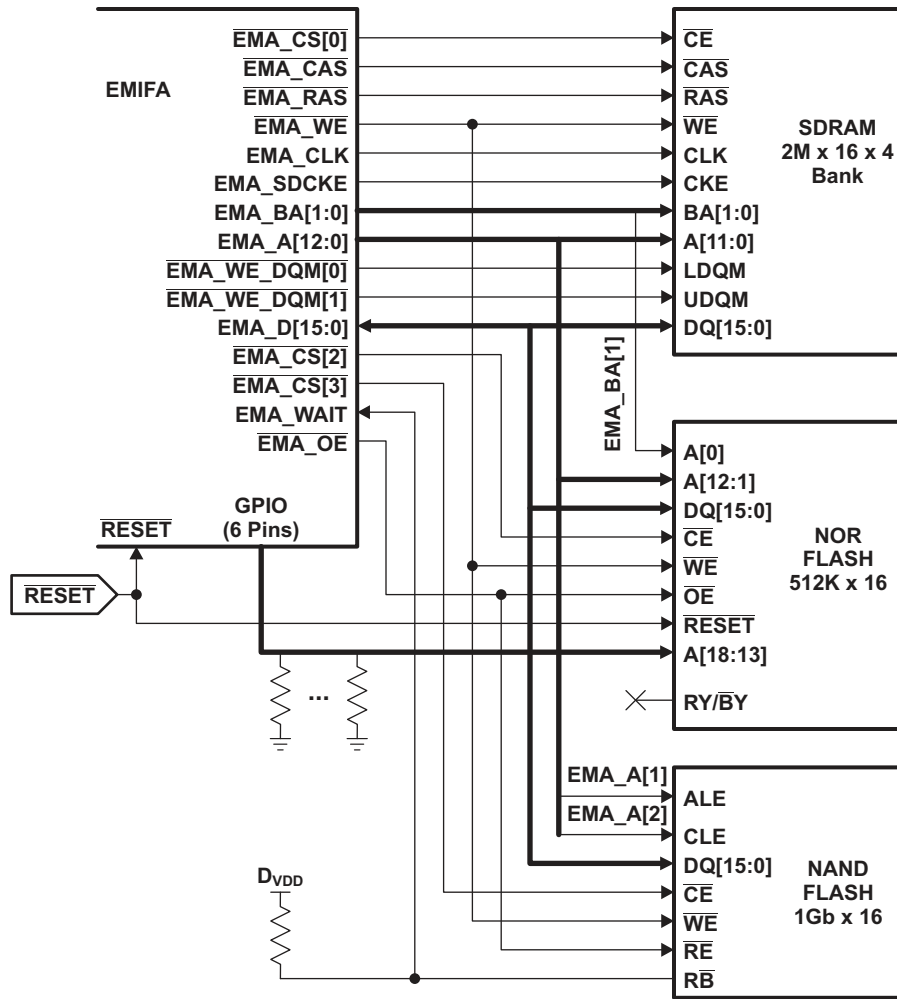 EMIFA
EMA_CS[0]
EMA_CAS
EMA_RAS
EMA_WE
EMA_CLK
EMA_SDCKE
EMA_BA[1:0]
EMA_A[12:0]
EMA_WE_DQM[0]
EMA_WE_DQM[1]
EMA_D[15:0]
EMA_CS[2]
EMA_CS[3]
EMA_WAIT
EMA_OE
GPIO
(6 Pins)
RESET
RESET
...
DVDD
EMA_BA[1]
EMA_A[1]
EMA_A[2]
CE
CAS
RAS
WE
CLK
CKE
BA[1:0]
A[11:0]
LDQM
UDQM
DQ[15:0]
SDRAM
2M x 16 x 4
Bank
A[0]
A[12:1]
DQ[15:0]
CE
WE
OE
RESET
A[18:13]
RY/BY
NOR
FLASH
512K x 16
ALE
CLE
DQ[15:0]
CE
WE
RE
RB
NAND
FLASH
1Gb x 16